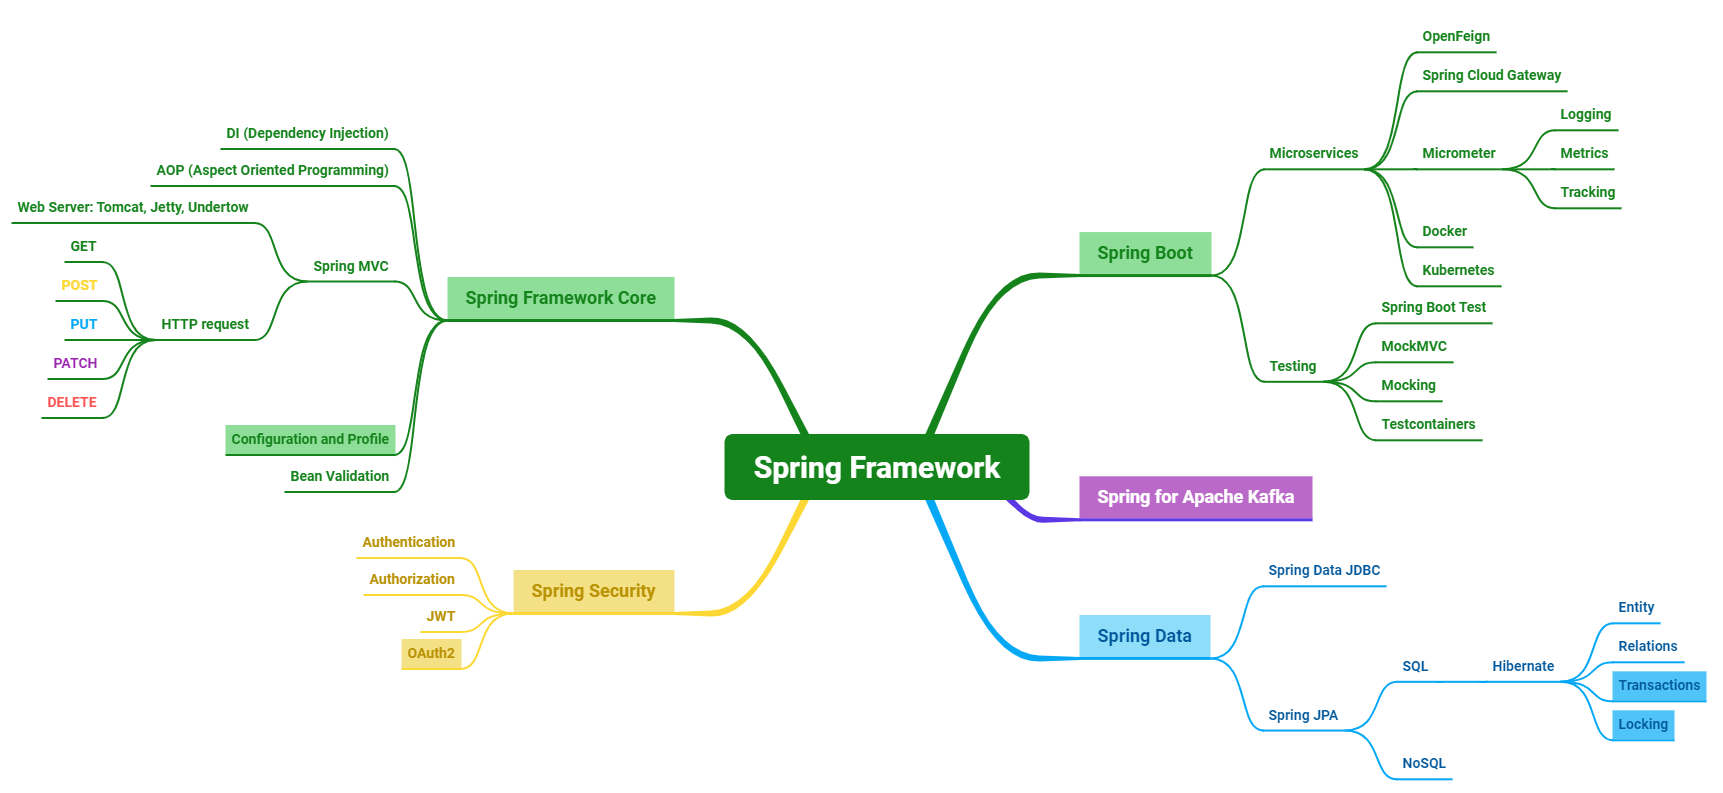 Spring Framework
Spring Framework Core
DI (Dependency Injection)
AOP (Aspect Oriented Programming)
Spring MVC
Web Server: Tomcat, Jetty, Undertow
HTTP request
GET
POST
PUT
PATCH
DELETE
Configuration and Profile
Bean Validation
Spring Security
Authentication
Authorization
JWT
OAuth2
Spring Boot
Microservices
OpenFeign
Spring Cloud Gateway
Micrometer
Logging
Metrics
Tracking
Docker
Kubernetes
Testing
Spring Boot Test
MockMVC
Mocking
Testcontainers
Spring for Apache Kafka
Spring Data
Spring Data JDBC
Spring JPA
SQL
Hibernate
Entity
Relations
Transactions
Locking
NoSQL